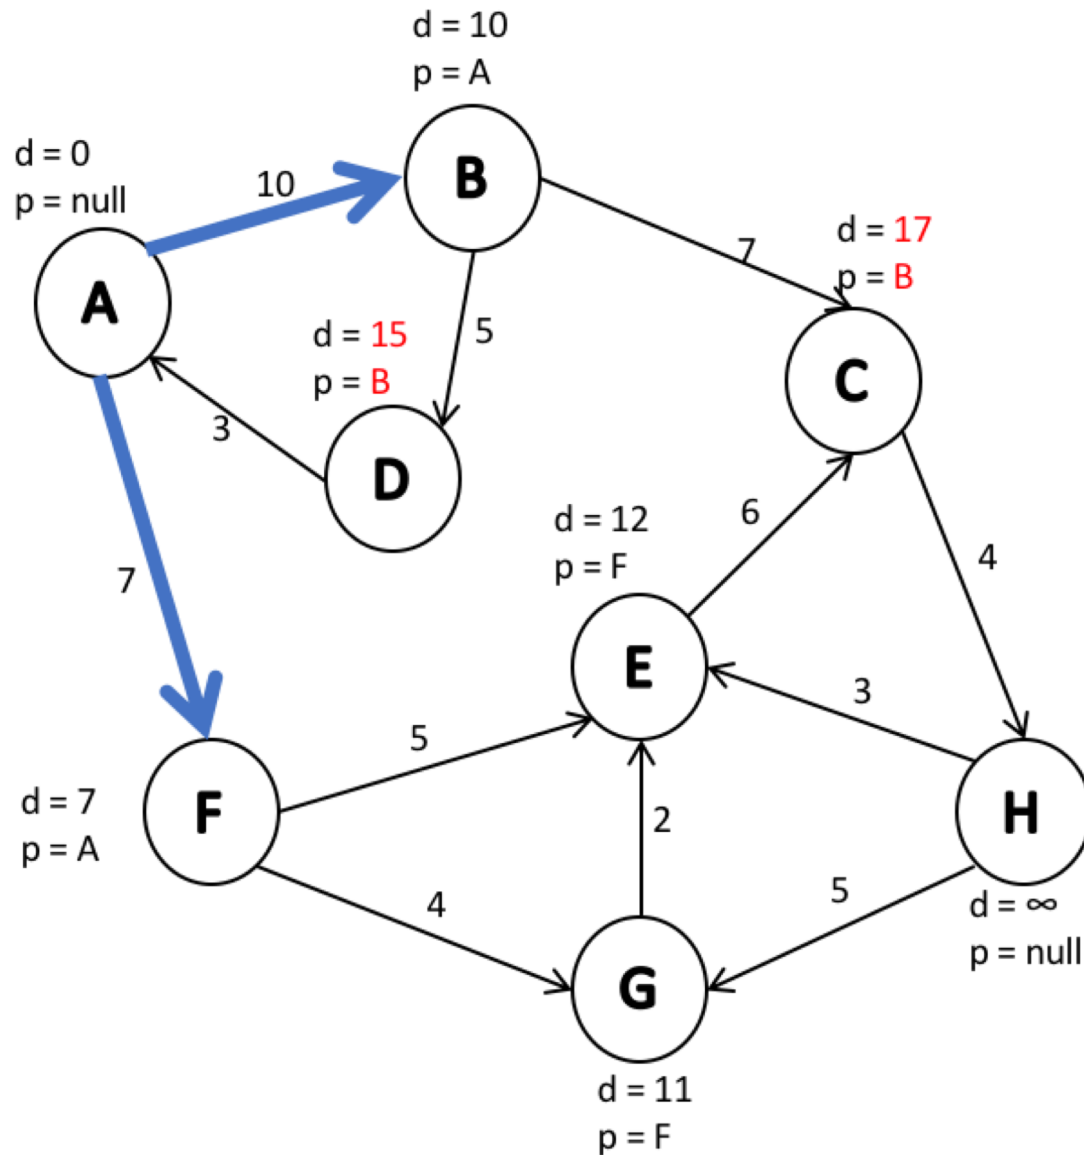 d = 10
p = A
B
d = 0
p = null
10
A
7
d = 17
p = B
C
d = 15
p = B
5
3
D
d = 12
p = F
6
4
7
E
3
5
F
d = 7
p = A
2
H
4
5
d = ∞
p = null
G
d = 11
p = F